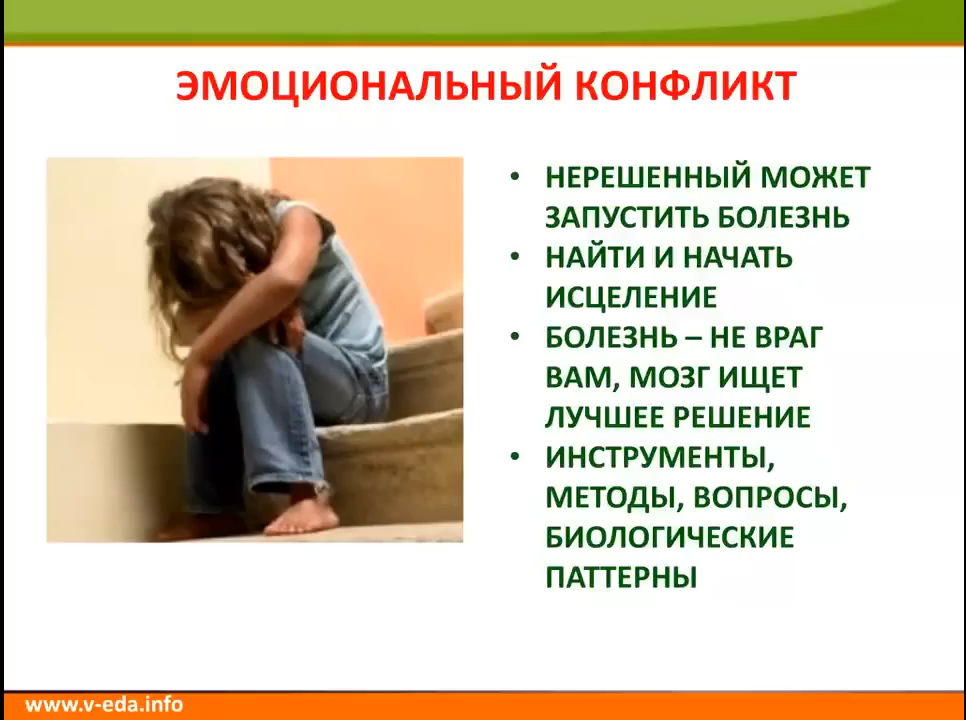 ЭМОЦИОНАЛЬНЫЙ КОНФЛИКТ
• НЕРЕШЕННЫЙ МОЖЕТ
ЗАПУСТИТЬ БОЛЕЗНЬ
• НАЙТИ И НАЧАТЬ
ИСЦЕЛЕНИЕ
• БОЛЕЗНЬ – НЕ ВРАГ
ВАМ, МОЗГ ИЩЕТ
ЛУЧШЕЕ РЕШЕНИЕ
• ИНСТРУМЕНТЫ,
МЕТОДЫ, ВОПРОСЫ,
БИОЛОГИЧЕСКИЕ
ПАТТЕРНЫ
www.v-eda.info